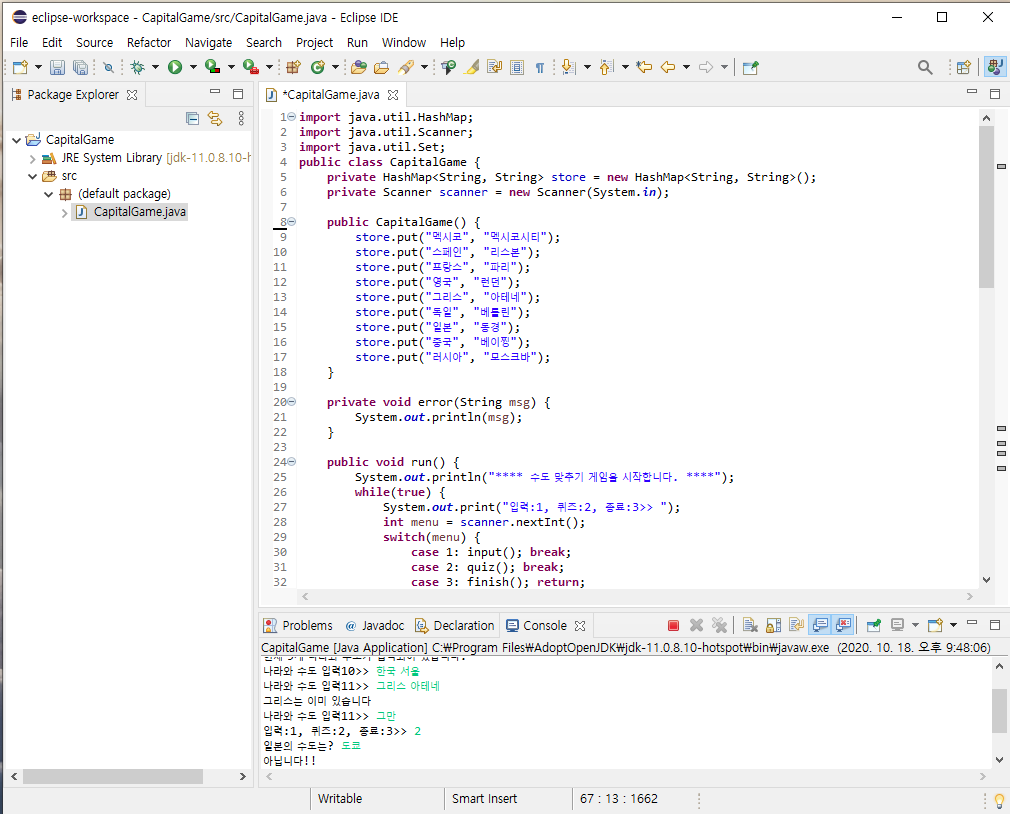 eclipse-workspace - CapitalGame/src/CapitalGame.java - Eclipse IDE
File Edit Source Refactor Navigate Search Project Run Window Help
Package Explorer
CapitalGame
JRE System Library [jdk-11.0.8.10-h
src
(default package)
CapitalGame.java
*CapitalGame.java
1 import java.util.HashMap;
2 import java.util.Scanner;
3 import java.util.Set;
4 public class CapitalGame {
5 private HashMap<String, String> store = new HashMap<String, String>();
6 private Scanner scanner = new Scanner(System.in);
7
8 public CapitalGame() {
9 store.put("멕시코", "멕시코시티");
10 store.put("스페인", "리스본");
11 store.put("프랑스", "파리");
12 store.put("영국", "런던");
13 store.put("그리스", "아테네");
14 store.put("독일", "베를린");
15 store.put("일본", "동경");
16 store.put("중국", "베이찡");
17 store.put("러시아", "모스크바");
18 }
19
20 private void error(String msg) {
21 System.out.println(msg);
22 }
23
24 public void run() {
25 System.out.println("**** 수도 맞추기 게임을 시작합니다. ****");
26 while(true) {
27 System.out.print("입력:1, 퀴즈:2, 종료:3>> ");
28 int menu = scanner.nextInt();
29 switch(menu) {
30 case 1: input(); break;
31 case 2: quiz(); break;
32 case 3: finish(); return;
Problems @ Javadoc Declaration Console
CapitalGame [Java Application] C:₩Program Files₩AdoptOpenJDK₩jdk-11.0.8.10-hotspot₩bin₩javaw.exe (2020. 10. 18. 오후 9:48:06)
나라와 수도 입력10>> 한국 서울
나라와 수도 입력11>> 그리스 아테네
그리스는 이미 있습니다
나라와 수도 입력11>> 그만
입력:1, 퀴즈:2, 종료:3>> 2
일본의 수도는? 도쿄
아닙니다!!
Writable Smart Insert 67 : 13 : 1662